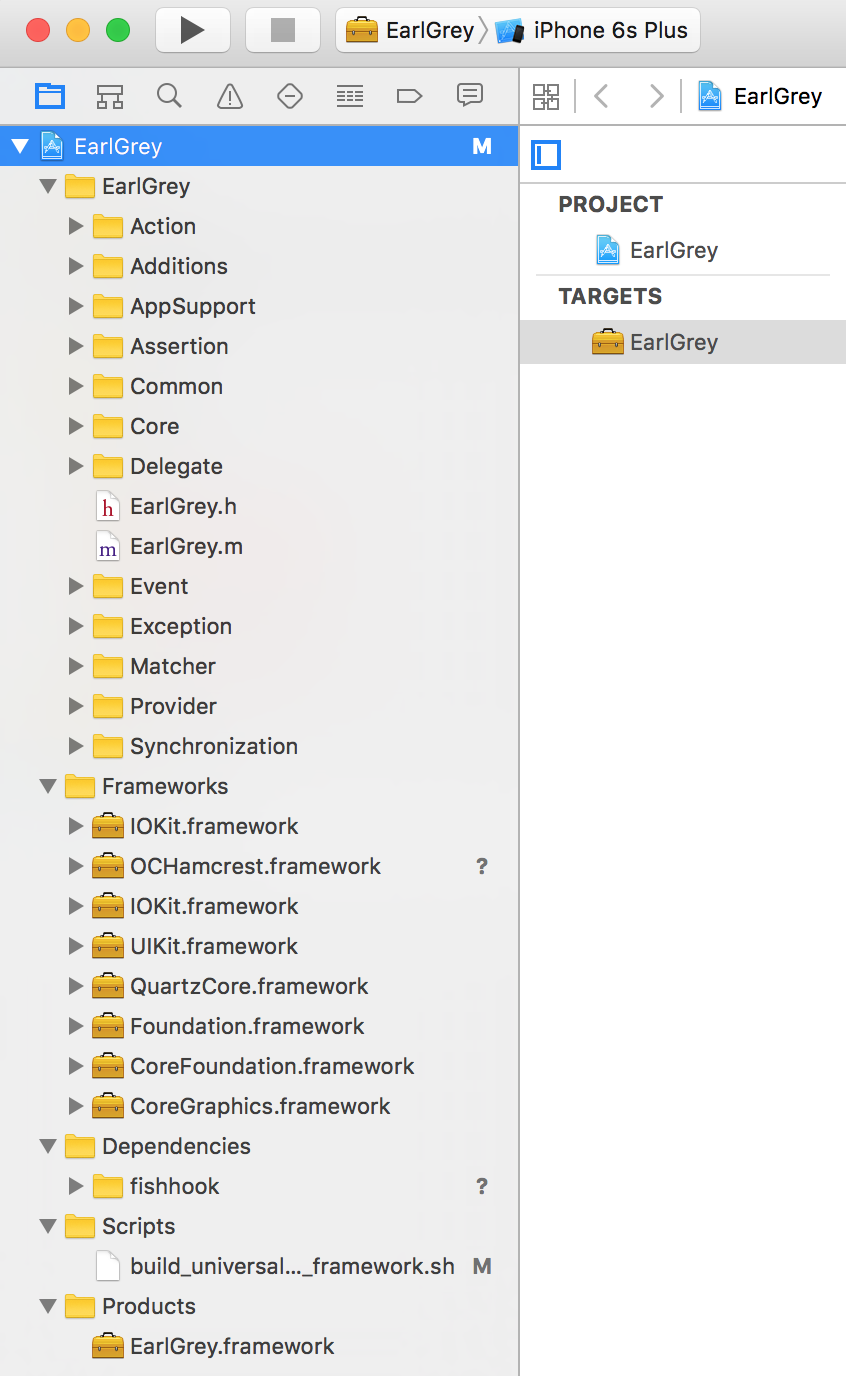 EarlGrey iPhone 6s Plus
EarlGrey
EarlGrey M
EarlGrey
Action
Additions
AppSupport
Assertion
Common
Core
Delegate
h EarlGrey.h
m EarlGrey.m
Event
Exception
Matcher
Provider
Synchronization
Frameworks
IOKit.framework
OCHamcrest.framework ?
IOKit.framework
UIKit.framework
QuartzCore.framework
Foundation.framework
CoreFoundation.framework
CoreGraphics.framework
Dependencies
fishhook ?
Scripts
build_universal..._framework.sh M
Products
EarlGrey.framework
PROJECT
EarlGrey
TARGETS
EarlGrey